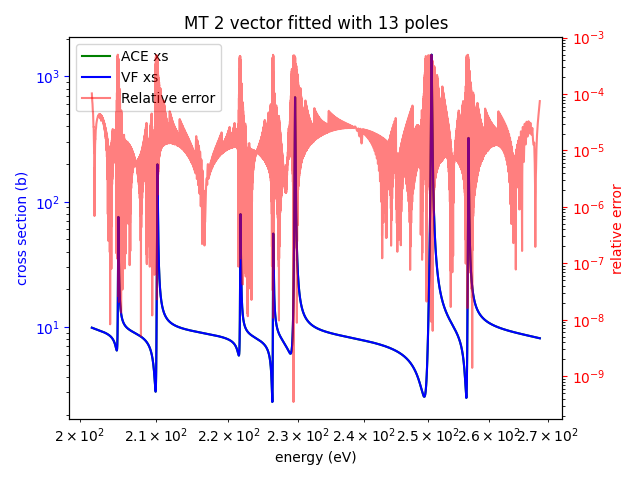 MT 2 vector fitted with 13 poles
ACE xs
VF xs
Relative error
cross section (b)
10³
10²
10¹
relative error
10⁻³
10⁻⁴
10⁻⁵
10⁻⁶
10⁻⁷
10⁻⁸
10⁻⁹
2 × 10² 2.1 × 10² 2.2 × 10² 2.3 × 10² 2.4 × 10² 2.5 × 10² 2.6 × 10² 2.7 × 10²
energy (eV)